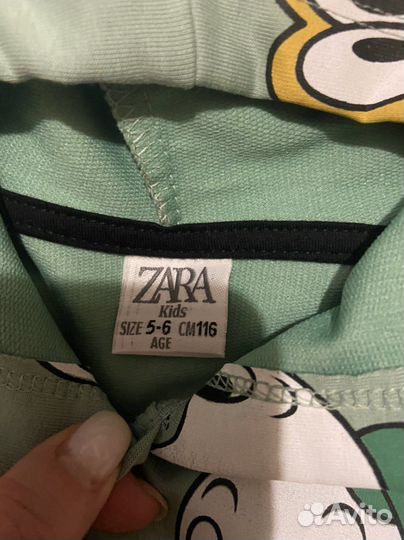 ZARA
Kids
SIZE 5-6 CM116
AGE
Avito